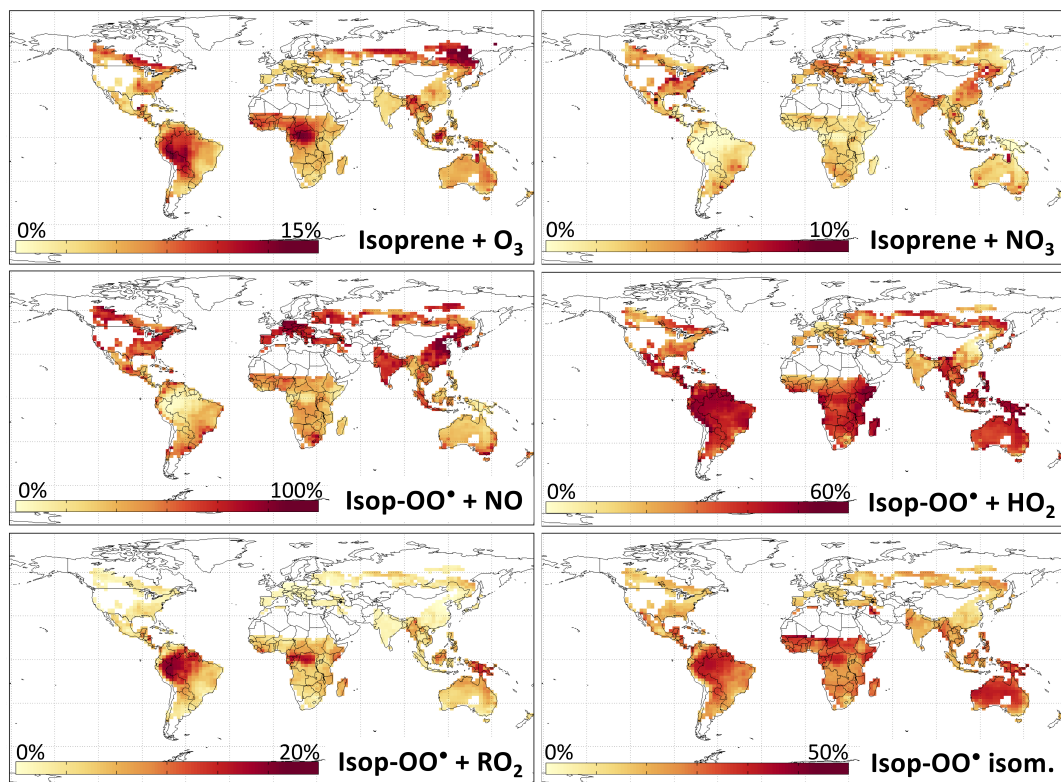 0% 15% Isoprene + O₃
0% 10% Isoprene + NO₃
0% 100% Isop-OO• + NO
0% 60% Isop-OO• + HO₂
0% 20% Isop-OO• + RO₂
0% 50% Isop-OO• isom.